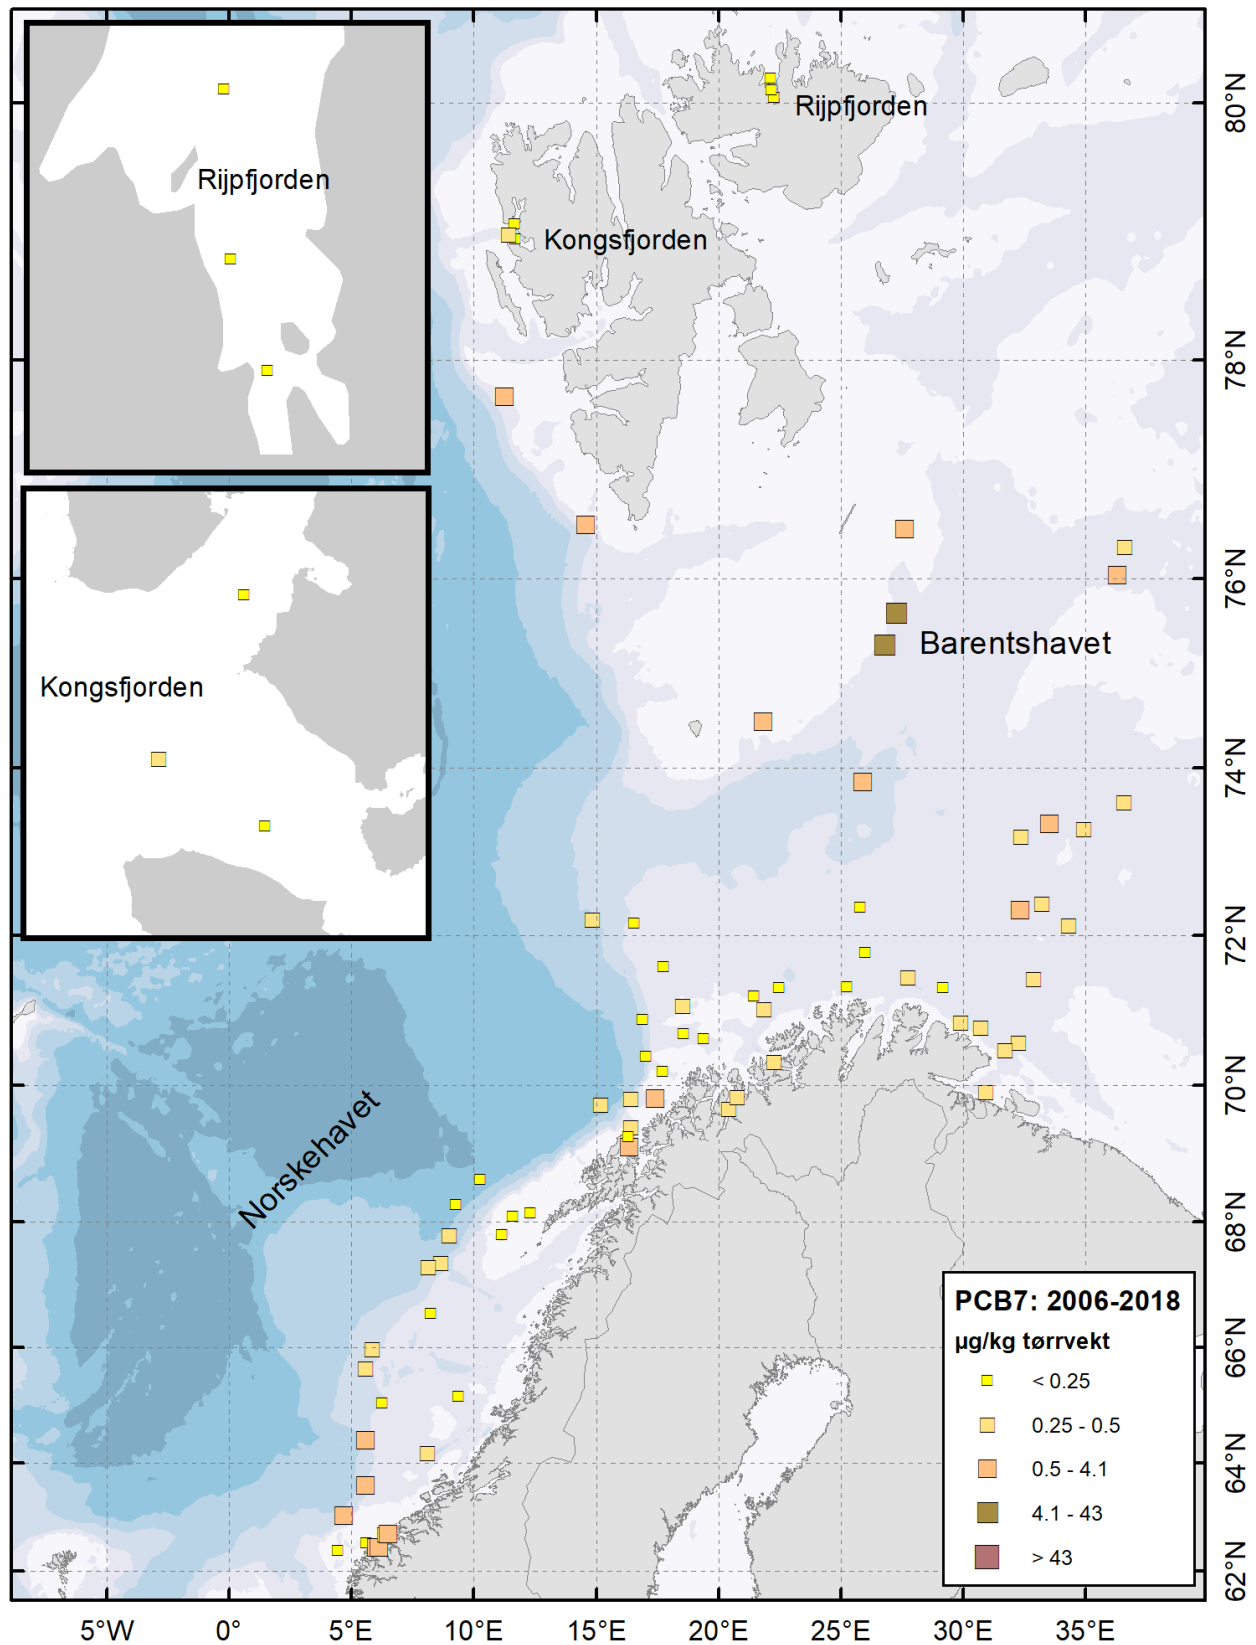 Rijpfjorden
Kongsfjorden
Rijpfjorden
Kongsfjorden
Barentshavet
Norskehavet
PCB7: 2006-2018
µg/kg tørrvekt
< 0.25
0.25 - 0.5
0.5 - 4.1
4.1 - 43
> 43
80°N
78°N
76°N
74°N
72°N
70°N
68°N
66°N
64°N
62°N
5°W 0° 5°E 10°E 15°E 20°E 25°E 30°E 35°E